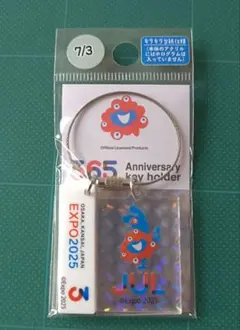 7/3
キラキラ台紙仕様
(本体のアクリル
にはホログラムは
入っていません)
Official Licensed Products
365 Anniversary
key holder
OSAKA, KANSAI, JAPAN
EXPO2025
3
JUL
©Expo 2025
©Expo 2025